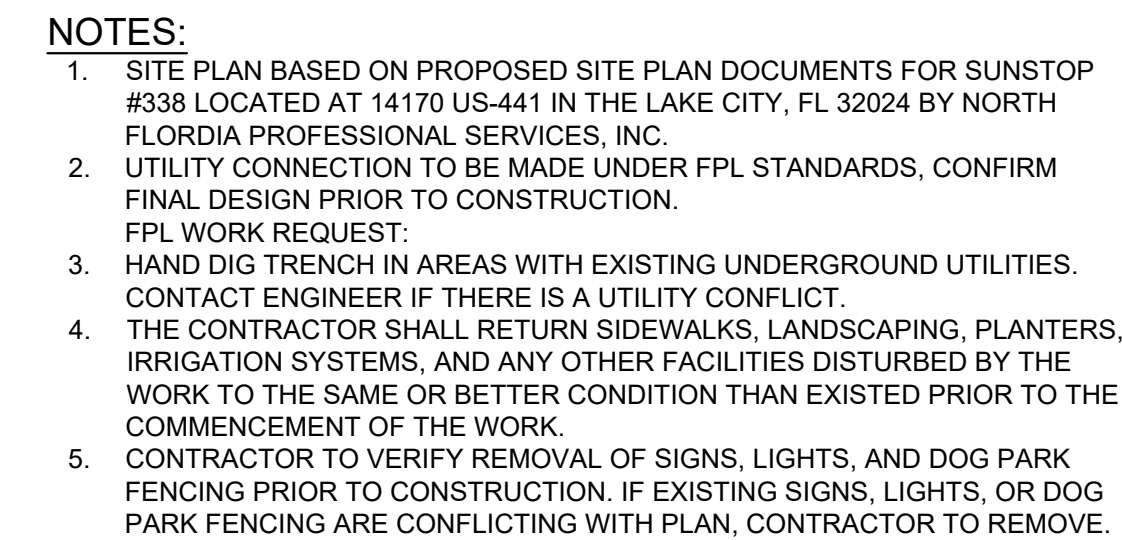 NOTES:
1. SITE PLAN BASED ON PROPOSED SITE PLAN DOCUMENTS FOR SUNSTOP
#338 LOCATED AT 14170 US-441 IN THE LAKE CITY, FL 32024 BY NORTH
FLORDIA PROFESSIONAL SERVICES, INC.
2. UTILITY CONNECTION TO BE MADE UNDER FPL STANDARDS, CONFIRM
FINAL DESIGN PRIOR TO CONSTRUCTION.
FPL WORK REQUEST:
3. HAND DIG TRENCH IN AREAS WITH EXISTING UNDERGROUND UTILITIES.
CONTACT ENGINEER IF THERE IS A UTILITY CONFLICT.
4. THE CONTRACTOR SHALL RETURN SIDEWALKS, LANDSCAPING, PLANTERS,
IRRIGATION SYSTEMS, AND ANY OTHER FACILITIES DISTURBED BY THE
WORK TO THE SAME OR BETTER CONDITION THAN EXISTED PRIOR TO THE
COMMENCEMENT OF THE WORK.
5. CONTRACTOR TO VERIFY REMOVAL OF SIGNS, LIGHTS, AND DOG PARK
FENCING PRIOR TO CONSTRUCTION. IF EXISTING SIGNS, LIGHTS, OR DOG
PARK FENCING ARE CONFLICTING WITH PLAN, CONTRACTOR TO REMOVE.